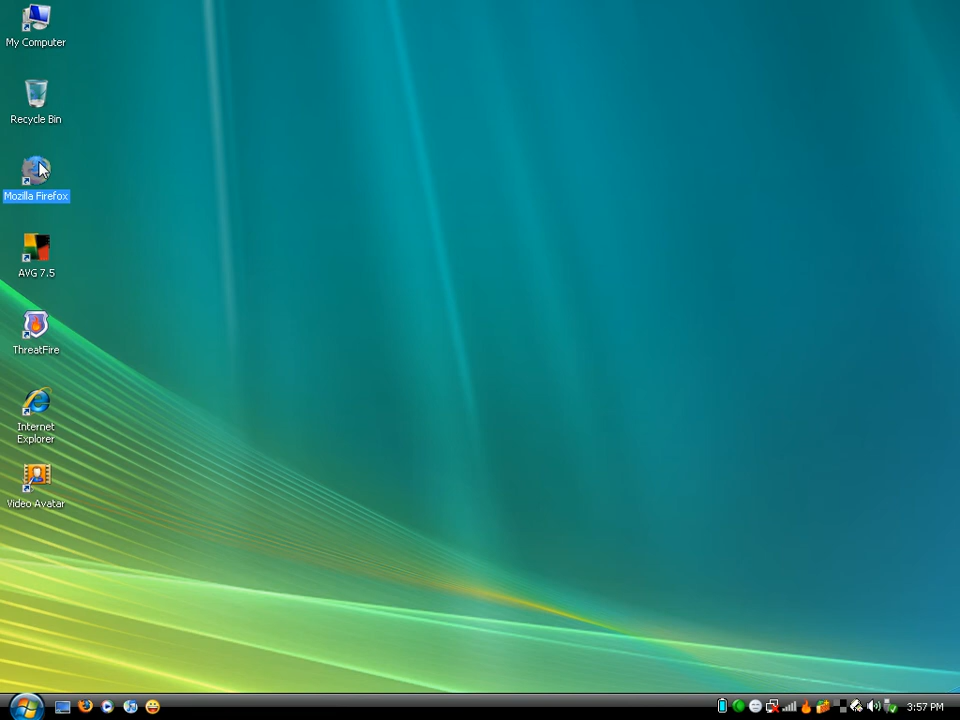 My Computer
Recycle Bin
Mozilla Firefox
AVG 7.5
ThreatFire
Internet
Explorer
Video Avatar
3:57 PM